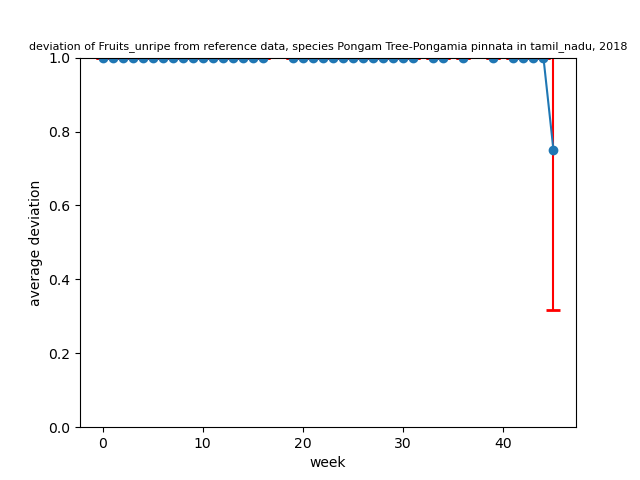 deviation of Fruits_unripe from reference data, species Pongam Tree-Pongamia pinnata in tamil_nadu, 2018
1.0
0.8
0.6
0.4
0.2
0.0
average deviation
0 10 20 30 40
week